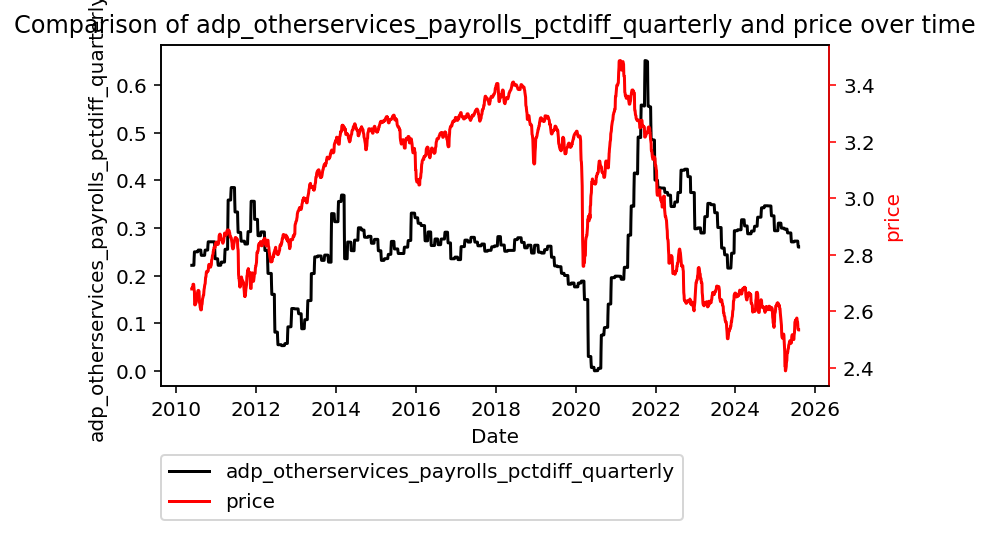 Comparison of adp_otherservices_payrolls_pctdiff_quarterly and price over time
adp_otherservices_payrolls_pctdiff_quarterly
0.6
0.5
0.4
0.3
0.2
0.1
0.0
3.4
3.2
3.0
2.8
2.6
2.4
price
2010 2012 2014 2016 2018 2020 2022 2024 2026
Date
adp_otherservices_payrolls_pctdiff_quarterly
price